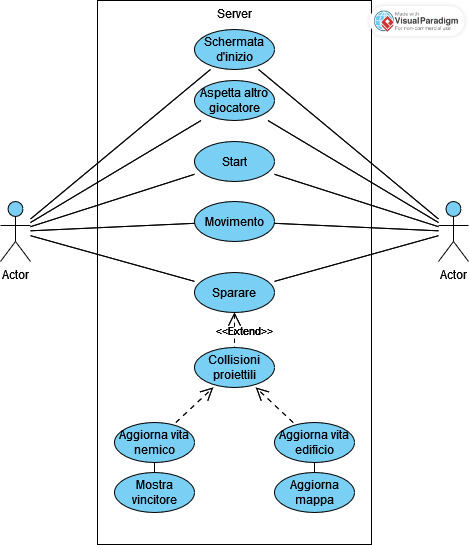 Server
Made with
Visual Paradigm
For non-commercial use
Schermata
d'inizio
Aspetta altro
giocatore
Start
Movimento
Actor
Actor
Sparare
<<Extend>>
Collisioni
proiettili
Aggiorna vita
nemico
Aggiorna vita
edificio
Mostra
vincitore
Aggiorna
mappa